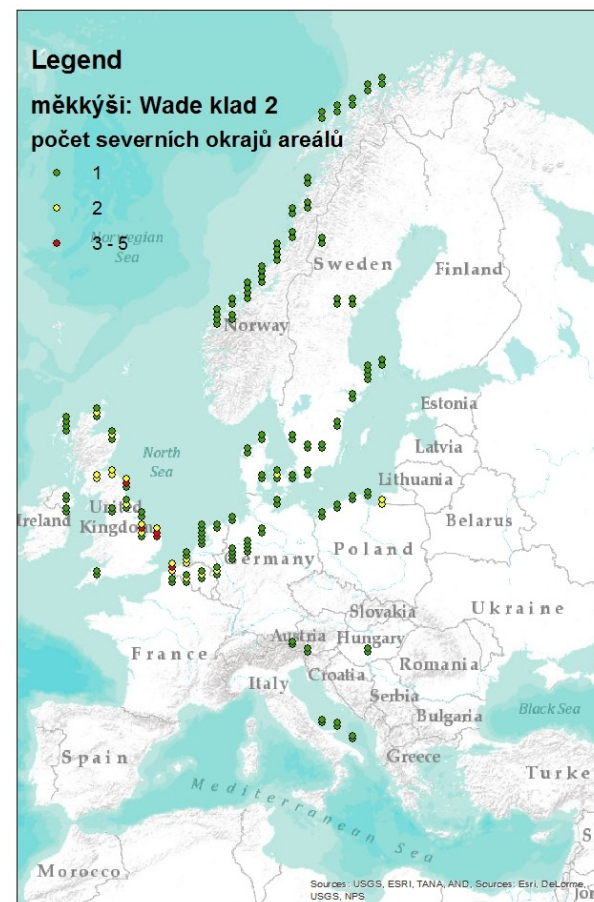 Legend
měkkýši: Wade klad 2
počet severních okrajů areálů
1
2
3 - 5
Norwegian
Sea
Sweden
Finland
Norway
Estonia
North
Sea
Latvia
Lithuania
Ireland
United
Kingdom
Belarus
Germany
Poland
Ukraine
Slovakia
Austria
Hungary
France
Romania
Croatia
Italy
Serbia
Black Sea
Bulgaria
Spain
Greece
Turke
Mediterranean Sea
S
Morocco
Jor
Sources: USGS, ESRI, TANA, AND, Sources: Esri, DeLorme,
USGS, NPS